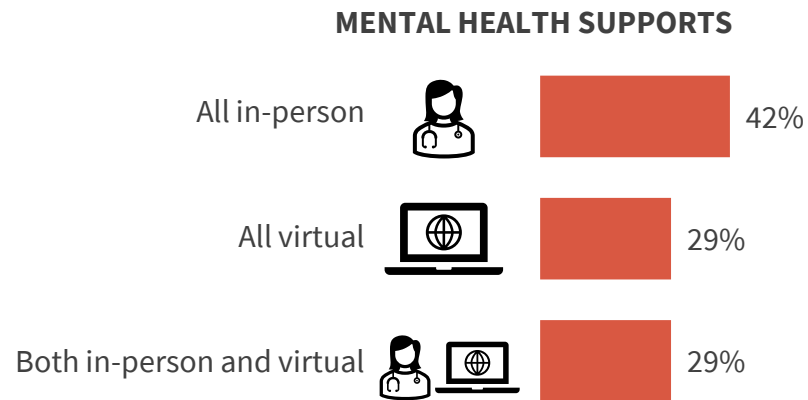 MENTAL HEALTH SUPPORTS
All in-person
42%
All virtual
29%
Both in-person and virtual
29%